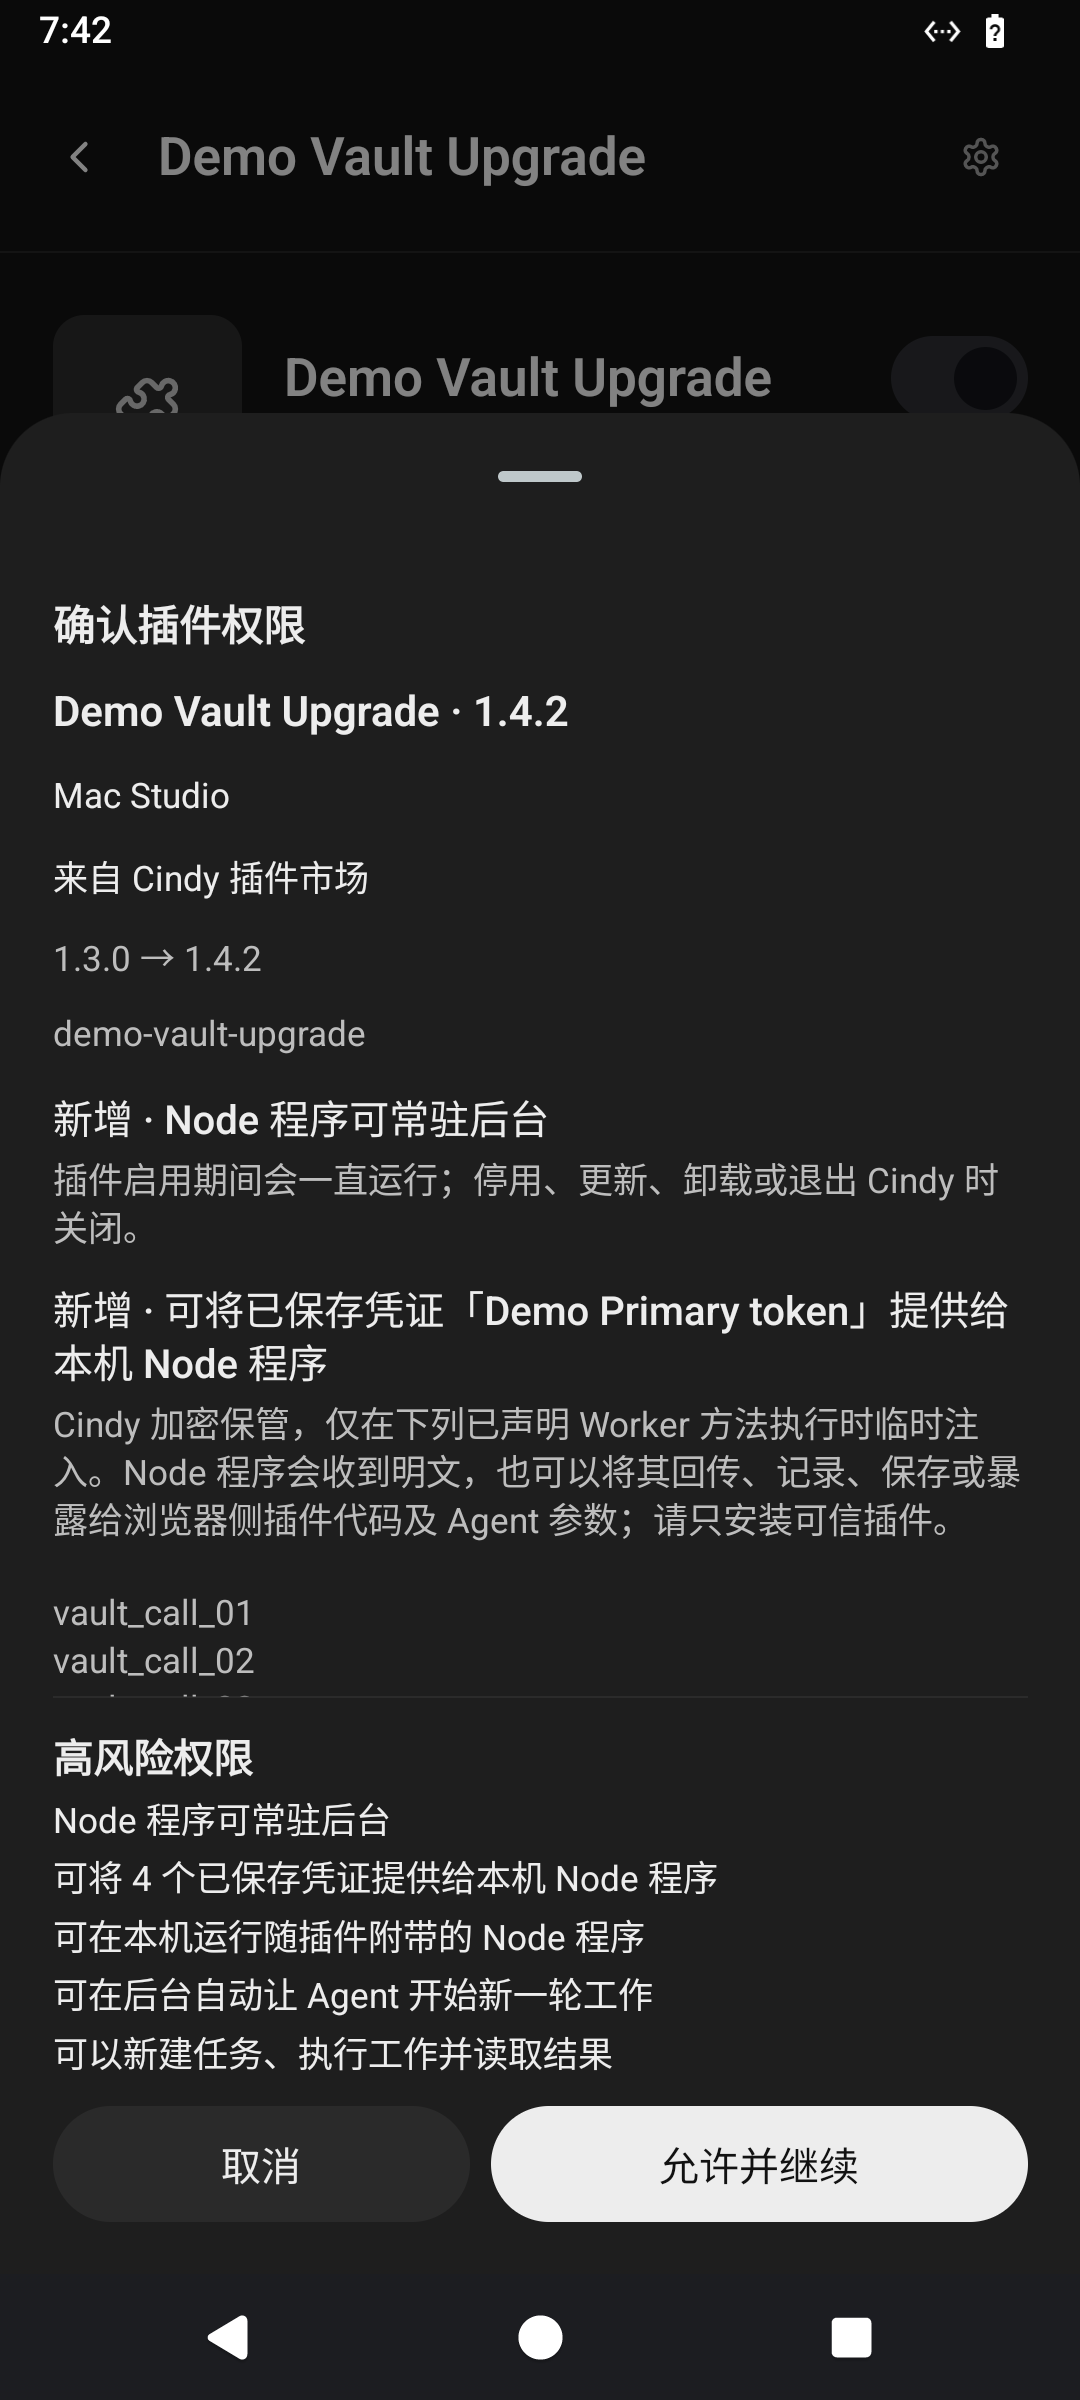 7:42
Demo Vault Upgrade
Demo Vault Upgrade
确认插件权限
Demo Vault Upgrade · 1.4.2
Mac Studio
来自 Cindy 插件市场
1.3.0 → 1.4.2
demo-vault-upgrade
新增 · Node 程序可常驻后台
插件启用期间会一直运行；停用、更新、卸载或退出 Cindy 时
关闭。
新增 · 可将已保存凭证「Demo Primary token」提供给
本机 Node 程序
Cindy 加密保管，仅在下列已声明 Worker 方法执行时临时注
入。Node 程序会收到明文，也可以将其回传、记录、保存或暴
露给浏览器侧插件代码及 Agent 参数；请只安装可信插件。
vault_call_01
vault_call_02
高风险权限
Node 程序可常驻后台
可将 4 个已保存凭证提供给本机 Node 程序
可在本机运行随插件附带的 Node 程序
可在后台自动让 Agent 开始新一轮工作
可以新建任务、执行工作并读取结果
取消
允许并继续